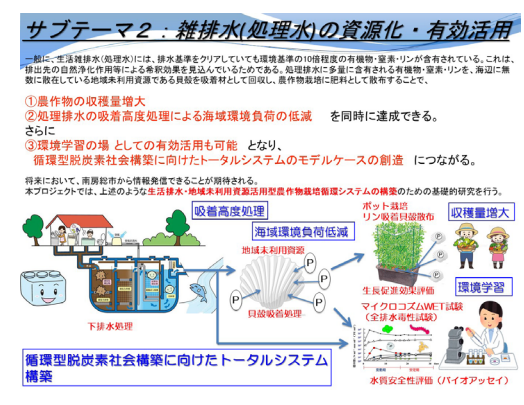 サブテーマ２：雑排水(処理水)の資源化・有効活用
一般に、生活雑排水(処理水)には、排水基準をクリアしていても環境基準の10倍程度の有機物・窒素・リンが含有されている。これは、
排出先の自然浄化作用等による希釈効果を見込んでいるためである。処理排水に多量に含有される有機物・窒素・リンを、海辺に無
数に散在している地域未利用資源である貝殻を吸着材として回収し、農作物栽培に肥料として散布することで、
①農作物の収穫量増大
②処理排水の吸着高度処理による海域環境負荷の低減　を同時に達成できる。
さらに
③環境学習の場 としての有効活用も可能　となり、
循環型脱炭素社会構築に向けたトータルシステムのモデルケースの創造　につながる。
将来において、南房総市から情報発信できることが期待される。
本プロジェクトでは、上述のような生活排水・地域未利用資源活用型農作物栽培循環システムの構築のための基礎的研究を行う。
吸着高度処理
海域環境負荷低減
地域未利用資源
貝殻吸着処理
下排水処理
P
P
P
P
ポット栽培
リン吸着貝殻散布
P
P
P
生長促進効果評価
収穫量増大
環境学習
マイクロコズムWET試験
(全排水毒性試験)
水質安全性評価（バイオアッセイ）
循環型脱炭素社会構築に向けたトータルシステム
構築